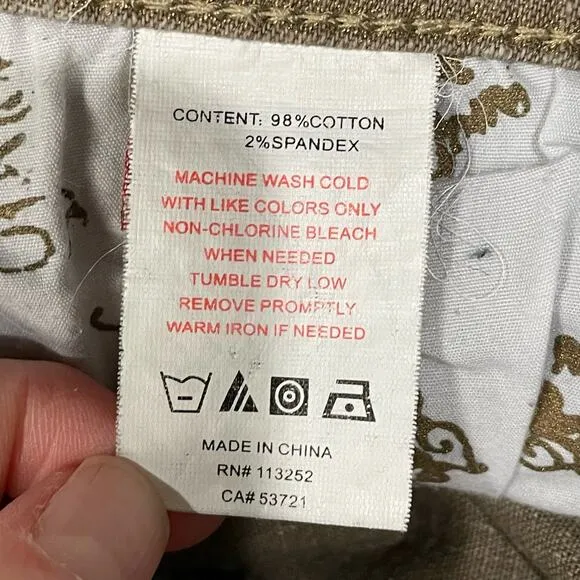 CONTENT: 98%COTTON
2%SPANDEX
MACHINE WASH COLD
WITH LIKE COLORS ONLY
NON-CHLORINE BLEACH
WHEN NEEDED
TUMBLE DRY LOW
REMOVE PROMPTLY
WARM IRON IF NEEDED
MADE IN CHINA
RN# 113252
CA# 53721